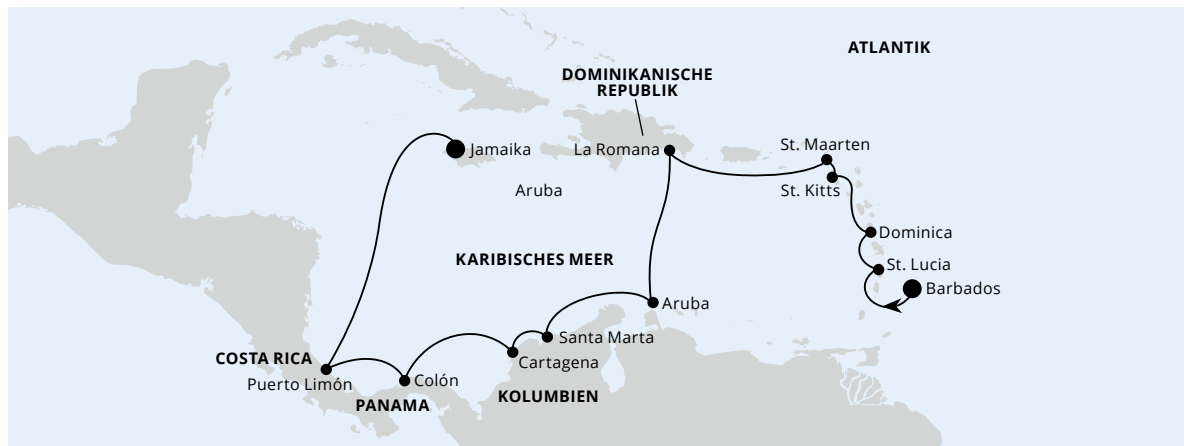 ATLANTIK
DOMINIKANISCHE
REPUBLIK
St. Maarten
Jamaika
La Romana
St. Kitts
Aruba
Dominica
KARIBISCHES MEER
St. Lucia
Barbados
Aruba
Santa Marta
COSTA RICA
Cartagena
Puerto Limón
Colón
KOLUMBIEN
PANAMA